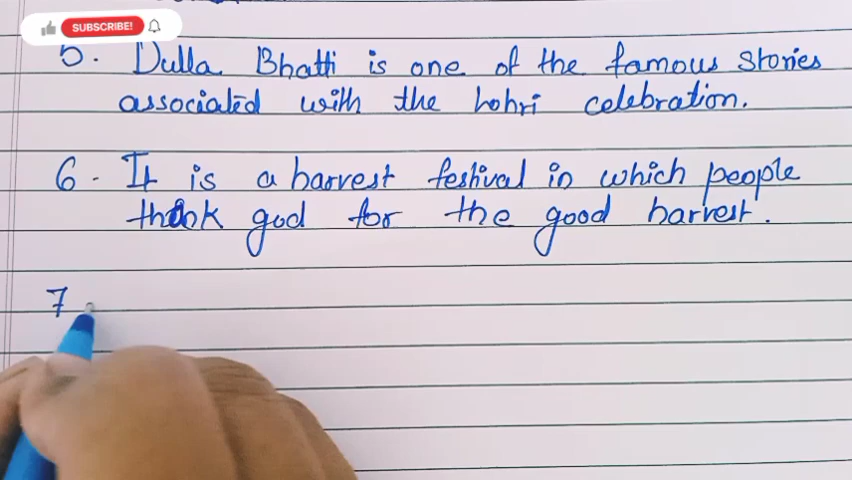 SUBSCRIBE!
5. Dulla Bhatti is one of the famous stories
associated with the Lohri celebration.
6. It is a harvest festival in which people
thank god for the good harvest.
7